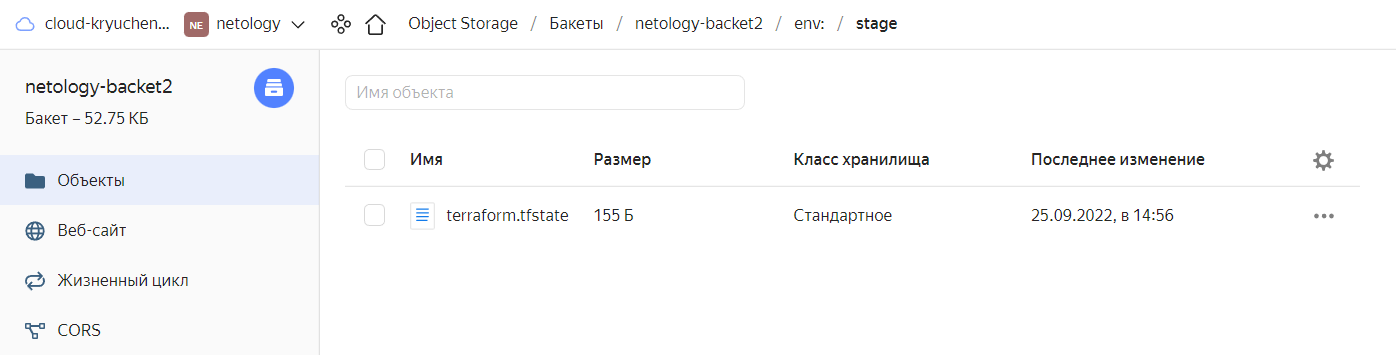 cloud-kryuchen... NE netology Object Storage / Бакеты / netology-backet2 / env: / stage
netology-backet2
Бакет – 52.75 КБ
Объекты
Веб-сайт
Жизненный цикл
CORS
Имя объекта
Имя Размер Класс хранилища Последнее изменение
terraform.tfstate 155 Б Стандартное 25.09.2022, в 14:56